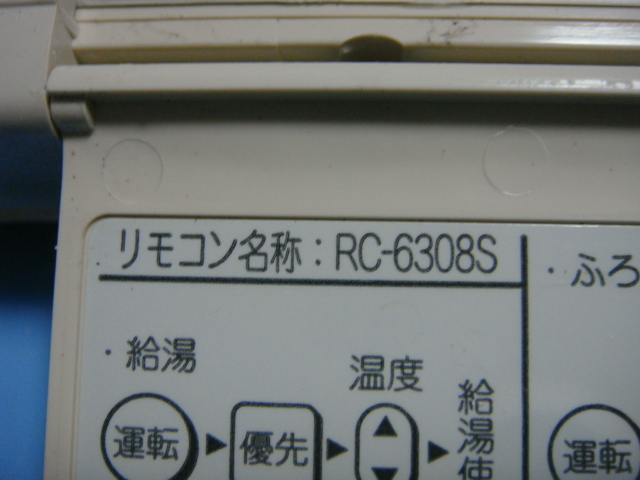 リモコン名称：RC-6308S
・給湯
運転 ▶ 優先 ▶ 温度 ▲ ▼ ▶ 給湯使
・ふろ
運転